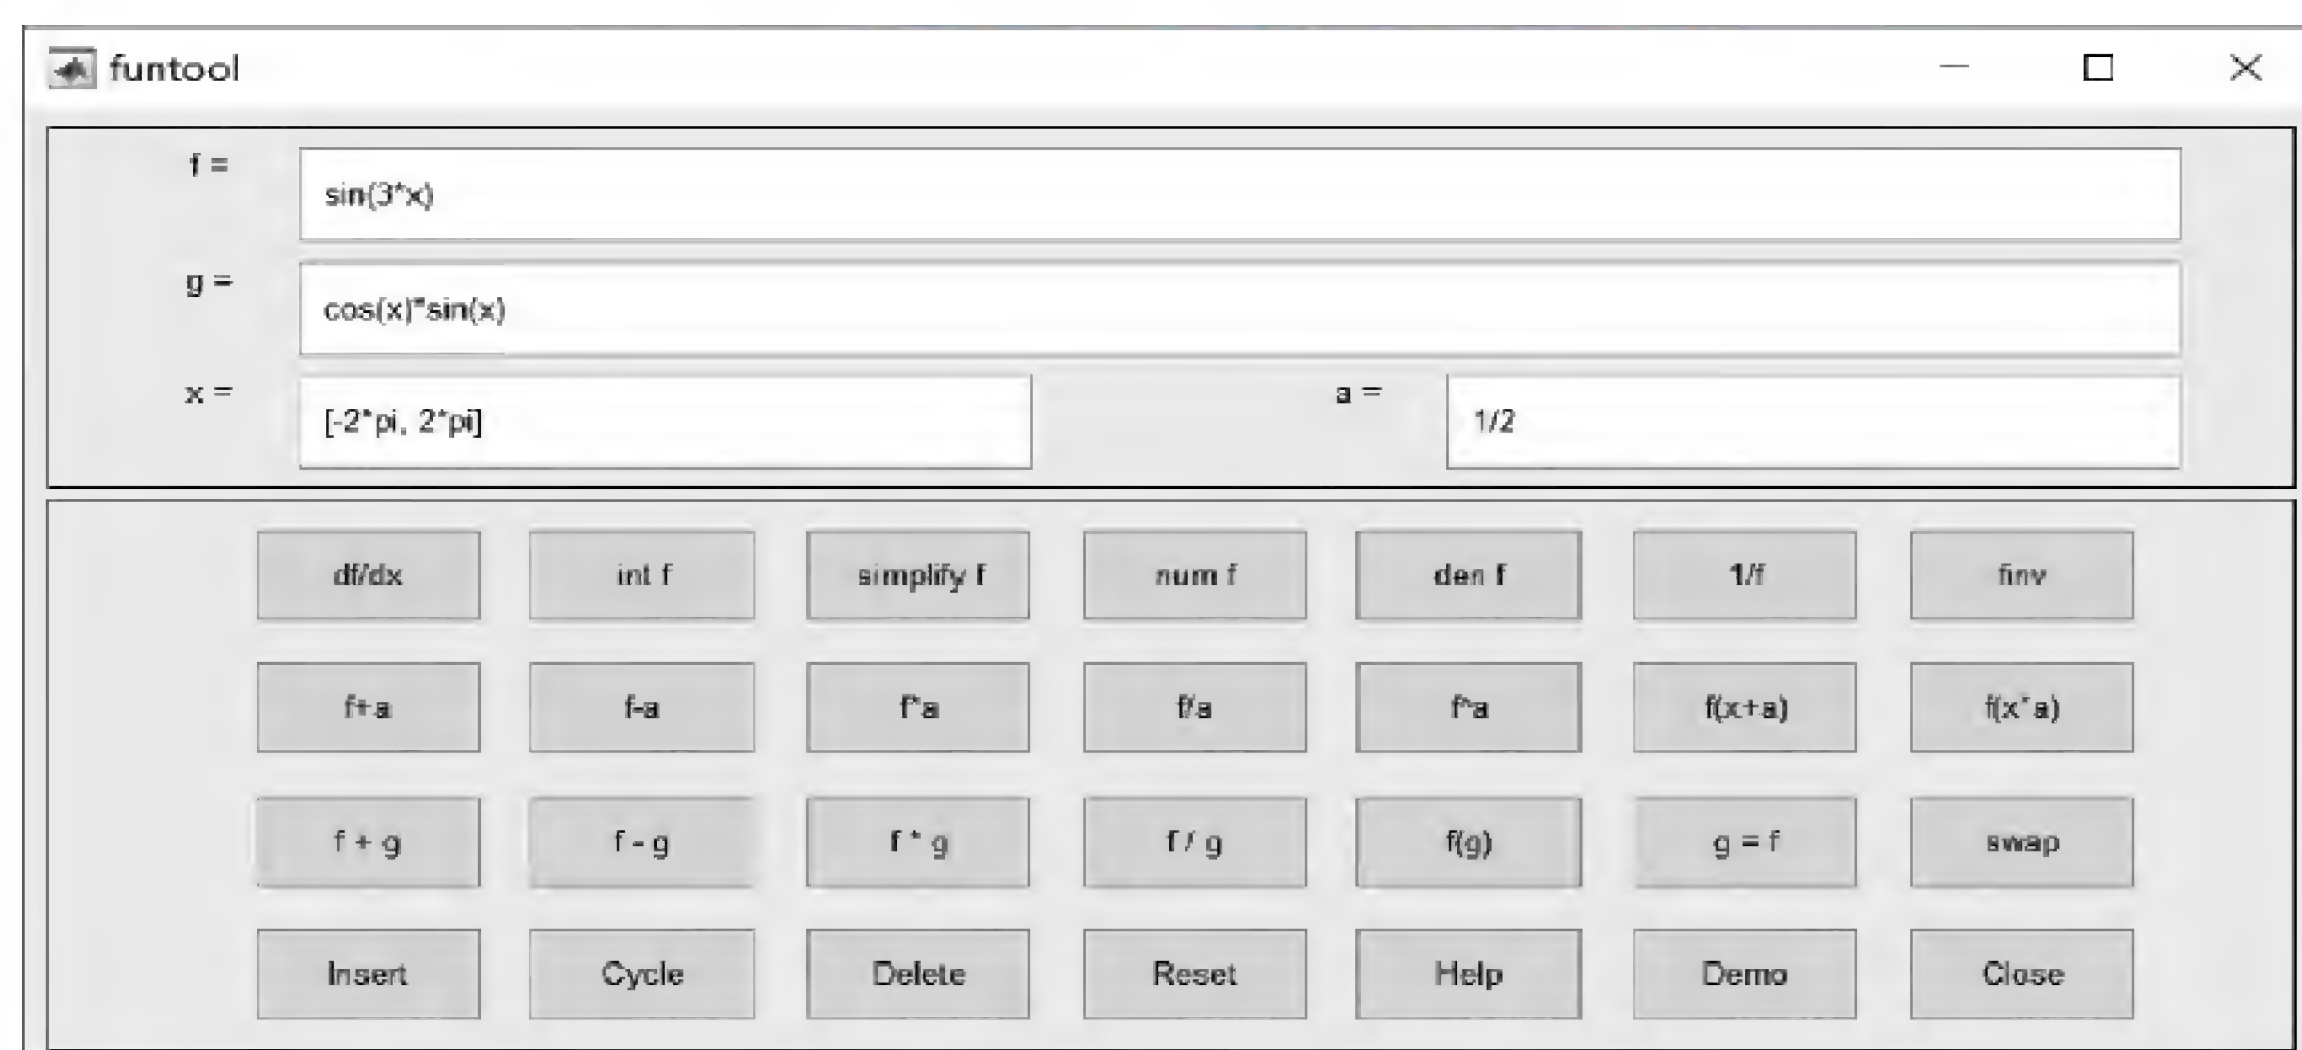 funtool
f =
sin(3*x)
g =
cos(x)*sin(x)
x =
[-2*pi, 2*pi]
a =
1/2
df/dx int f simplify f num f den f 1/f finv
f+a f-a f*a f/a f^a f(x+a) f(x*a)
f + g f - g f * g f / g f(g) g = f swap
Insert Cycle Delete Reset Help Demo Close